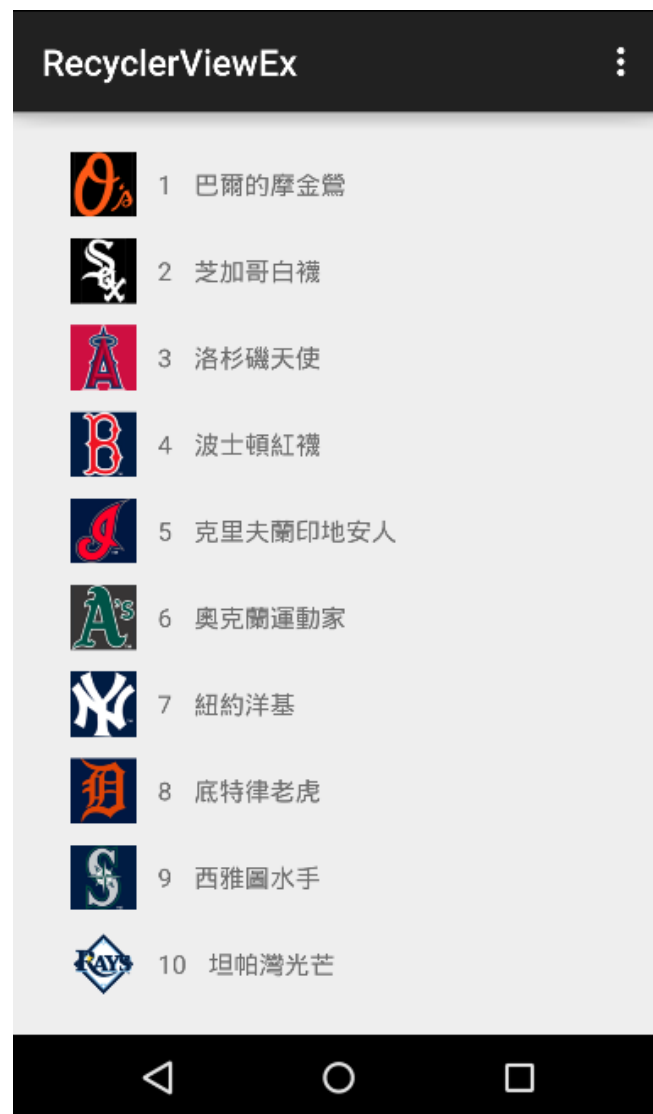 RecyclerViewEx
O's 1 巴爾的摩金鶯
Sox 2 芝加哥白襪
A 3 洛杉磯天使
B 4 波士頓紅襪
5 克里夫蘭印地安人
A's 6 奧克蘭運動家
NY 7 紐約洋基
D 8 底特律老虎
S 9 西雅圖水手
RAYS 10 坦帕灣光芒